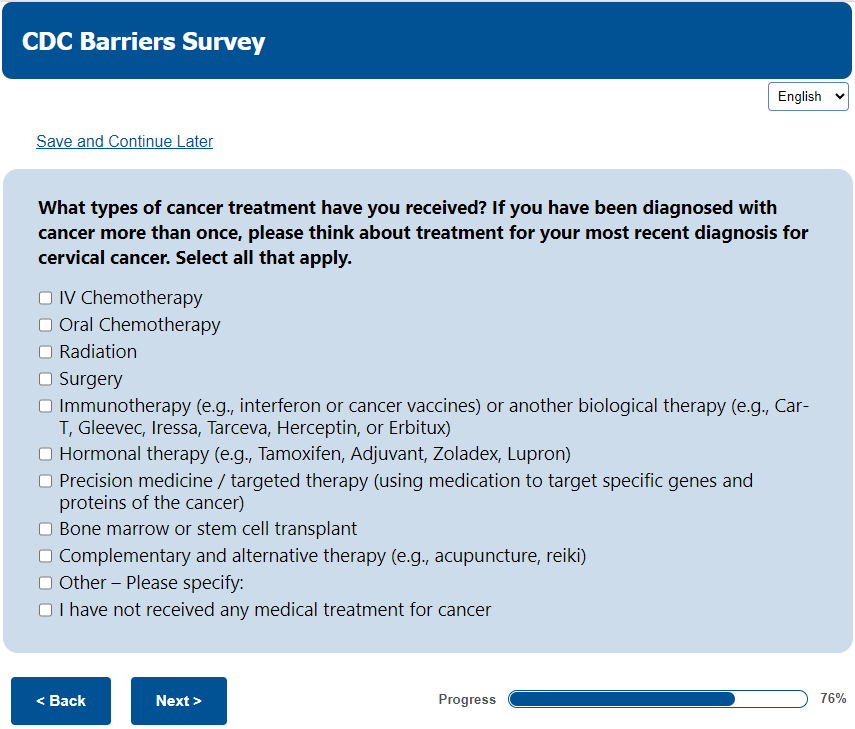 CDC Barriers Survey
English
Save and Continue Later
What types of cancer treatment have you received? If you have been diagnosed with
cancer more than once, please think about treatment for your most recent diagnosis for
cervical cancer. Select all that apply.
IV Chemotherapy
Oral Chemotherapy
Radiation
Surgery
Immunotherapy (e.g., interferon or cancer vaccines) or another biological therapy (e.g., Car-
T, Gleevec, Iressa, Tarceva, Herceptin, or Erbitux)
Hormonal therapy (e.g., Tamoxifen, Adjuvant, Zoladex, Lupron)
Precision medicine / targeted therapy (using medication to target specific genes and
proteins of the cancer)
Bone marrow or stem cell transplant
Complementary and alternative therapy (e.g., acupuncture, reiki)
Other – Please specify:
I have not received any medical treatment for cancer
< Back Next > Progress 76%